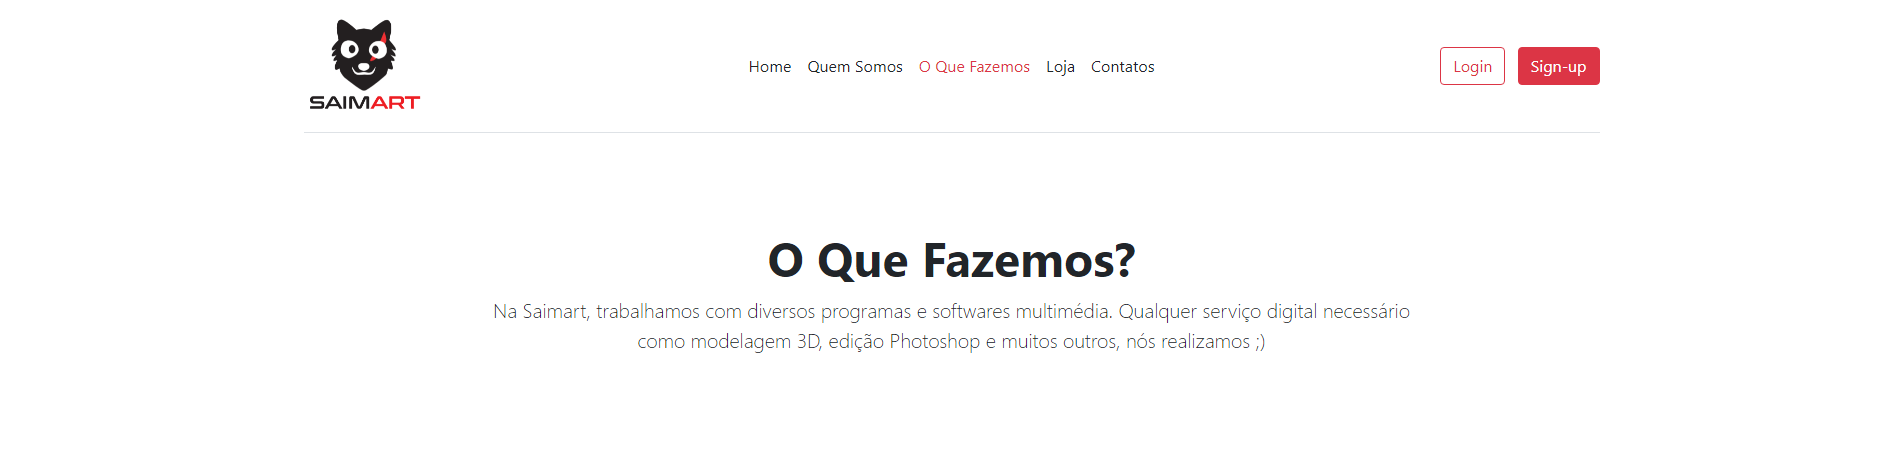 SAIMART
Home Quem Somos O Que Fazemos Loja Contatos
Login Sign-up
O Que Fazemos?
Na Saimart, trabalhamos com diversos programas e softwares multimédia. Qualquer serviço digital necessário
como modelagem 3D, edição Photoshop e muitos outros, nós realizamos ;)